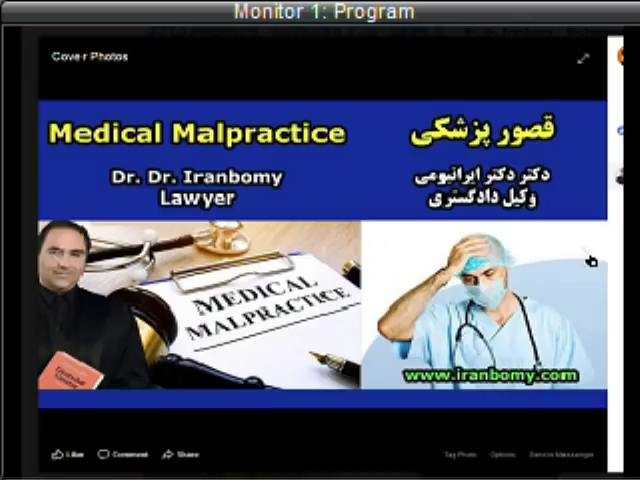 Monitor 1: Program
Cover Photos
Medical Malpractice
Dr. Dr. Iranbomy
Lawyer
قصور پزشکی
دکتر دکتر ایرانبومی
وکیل دادگستری
MEDICAL
MALPRACTICE
www.iranbomy.com
Like Comment Share
Tag Photo Options Send in Messenger